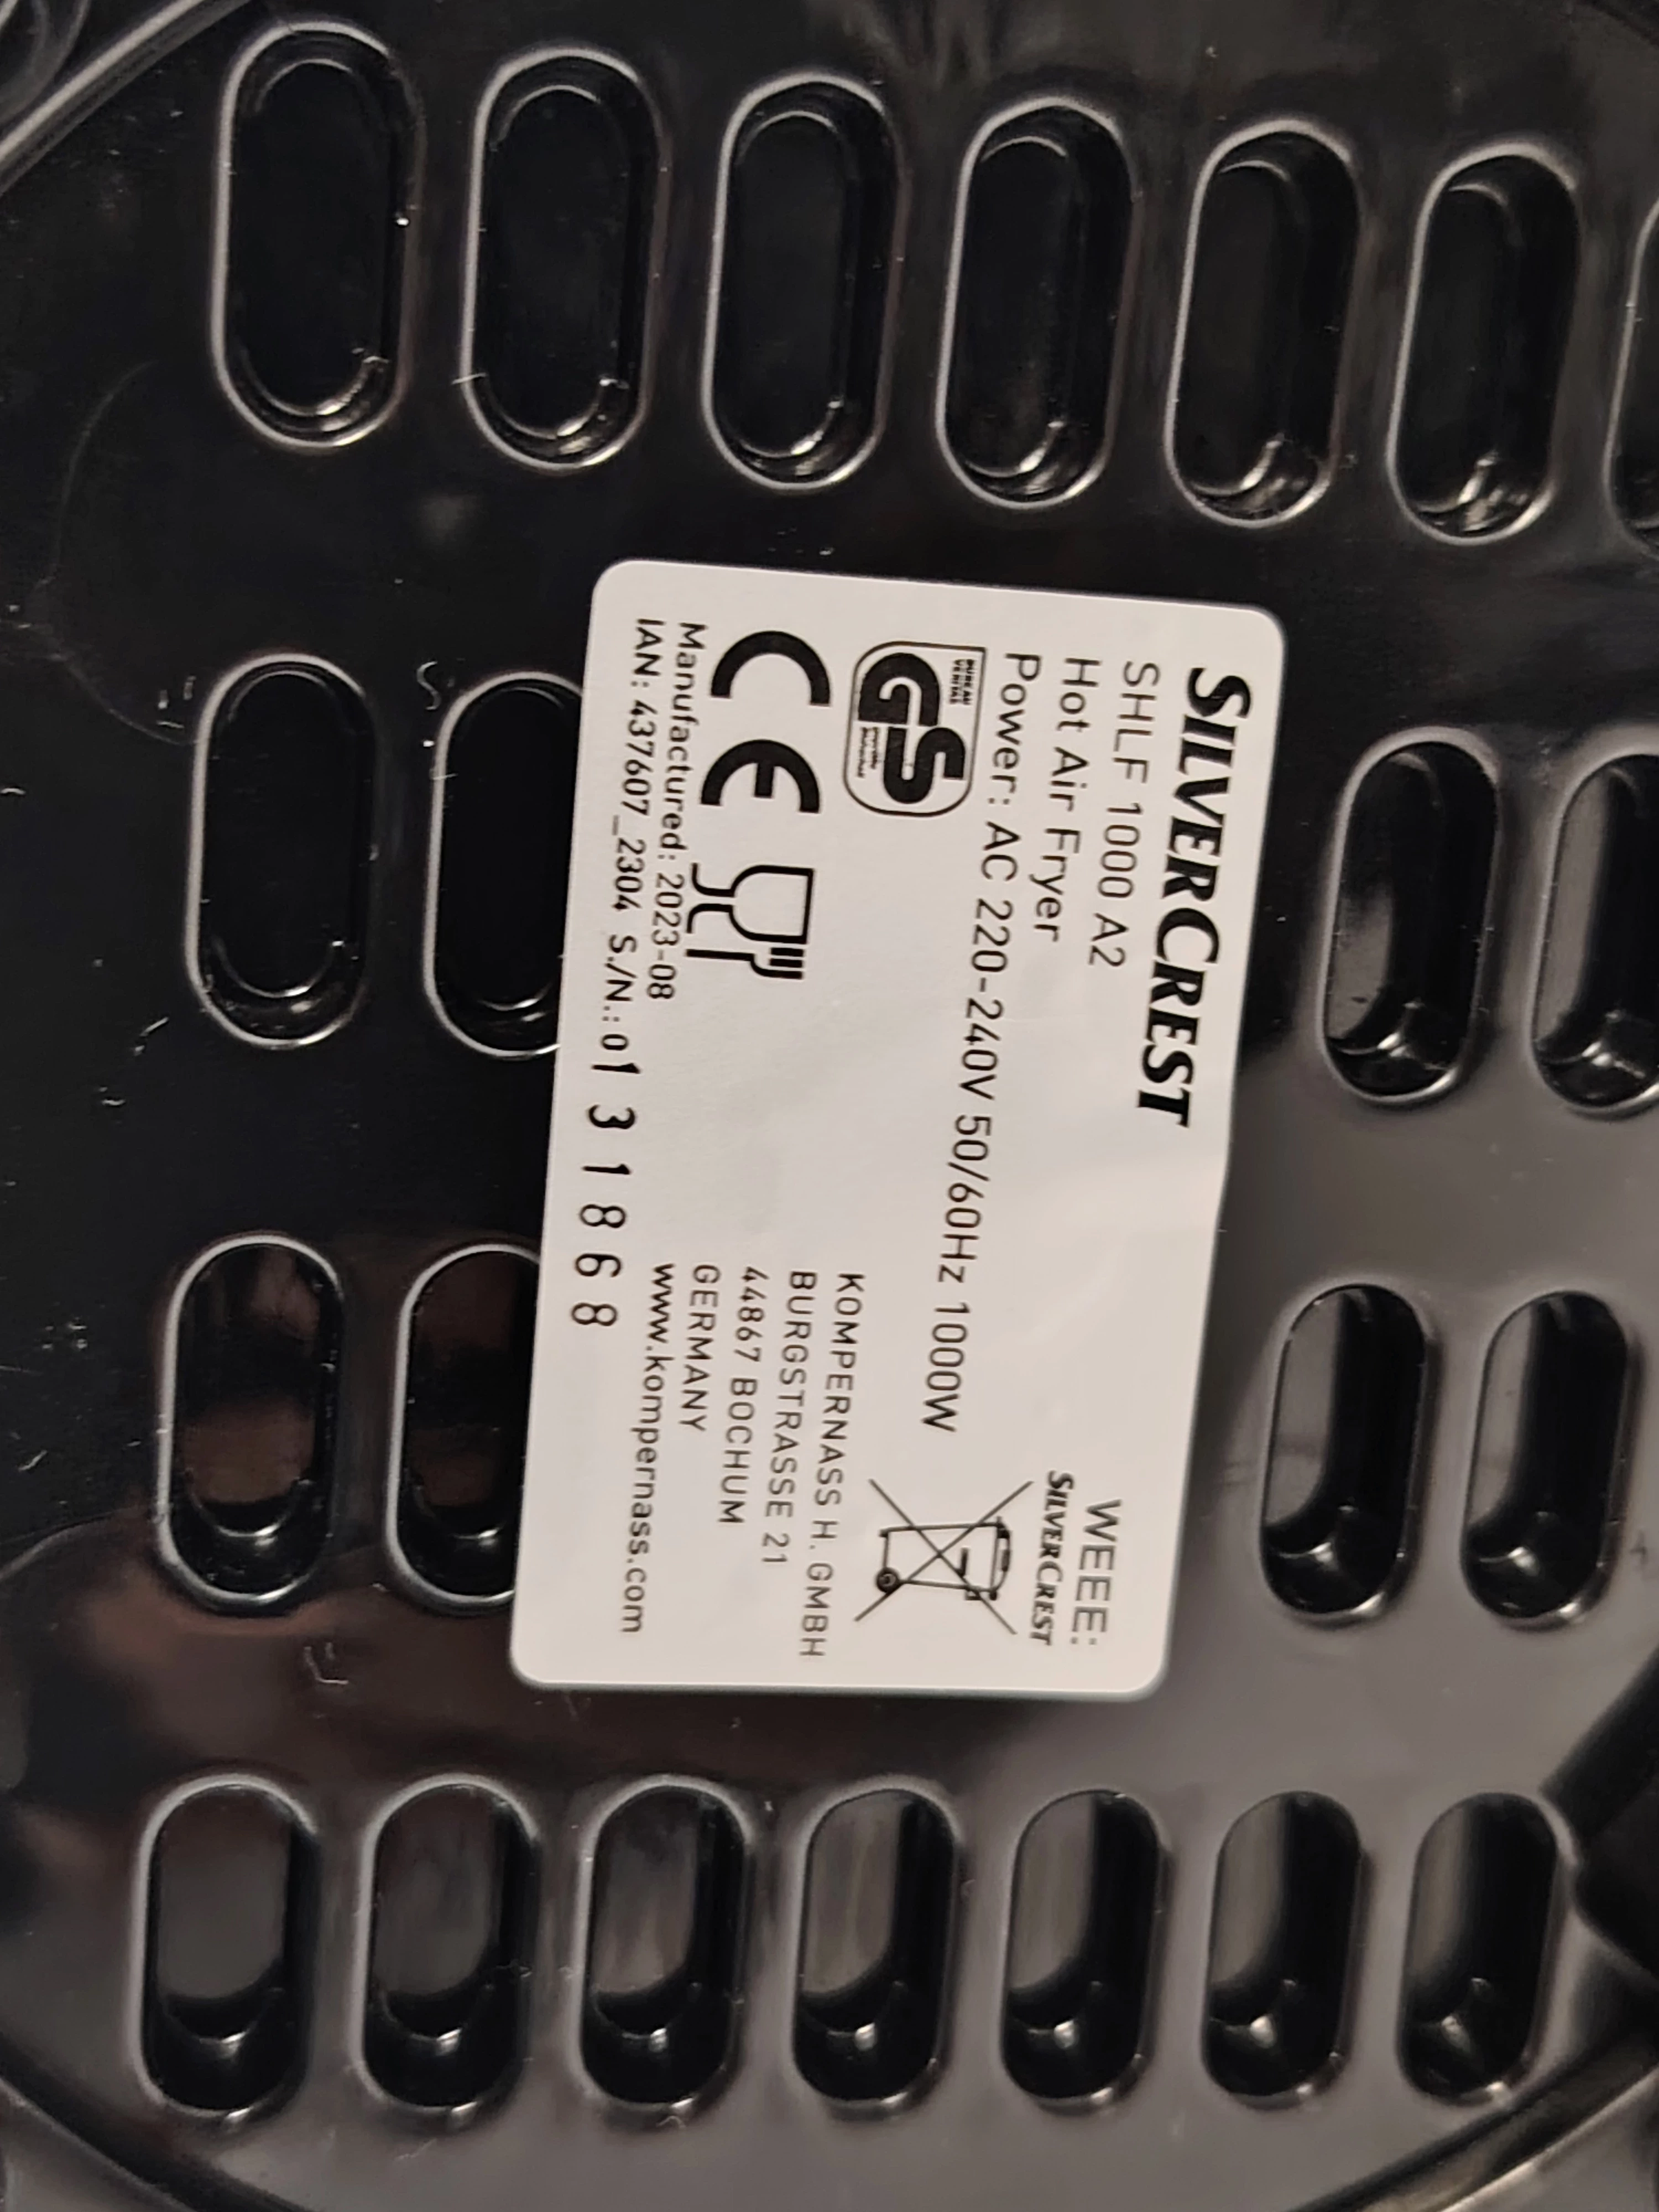 SILVERCREST
SHLF 1000 A2
Hot Air Fryer
Power: AC 220-240V 50/60Hz 1000W
WEEE:
SILVERCREST
BUREAU
VERITAS
GS
CE
Manufactured: 2023-08
IAN: 437607_2304 S./N.: 01 3 1 8 6 8
KOMPERNASS H. GMBH
BURGSTRASSE 21
44867 BOCHUM
GERMANY
www.kompernass.com